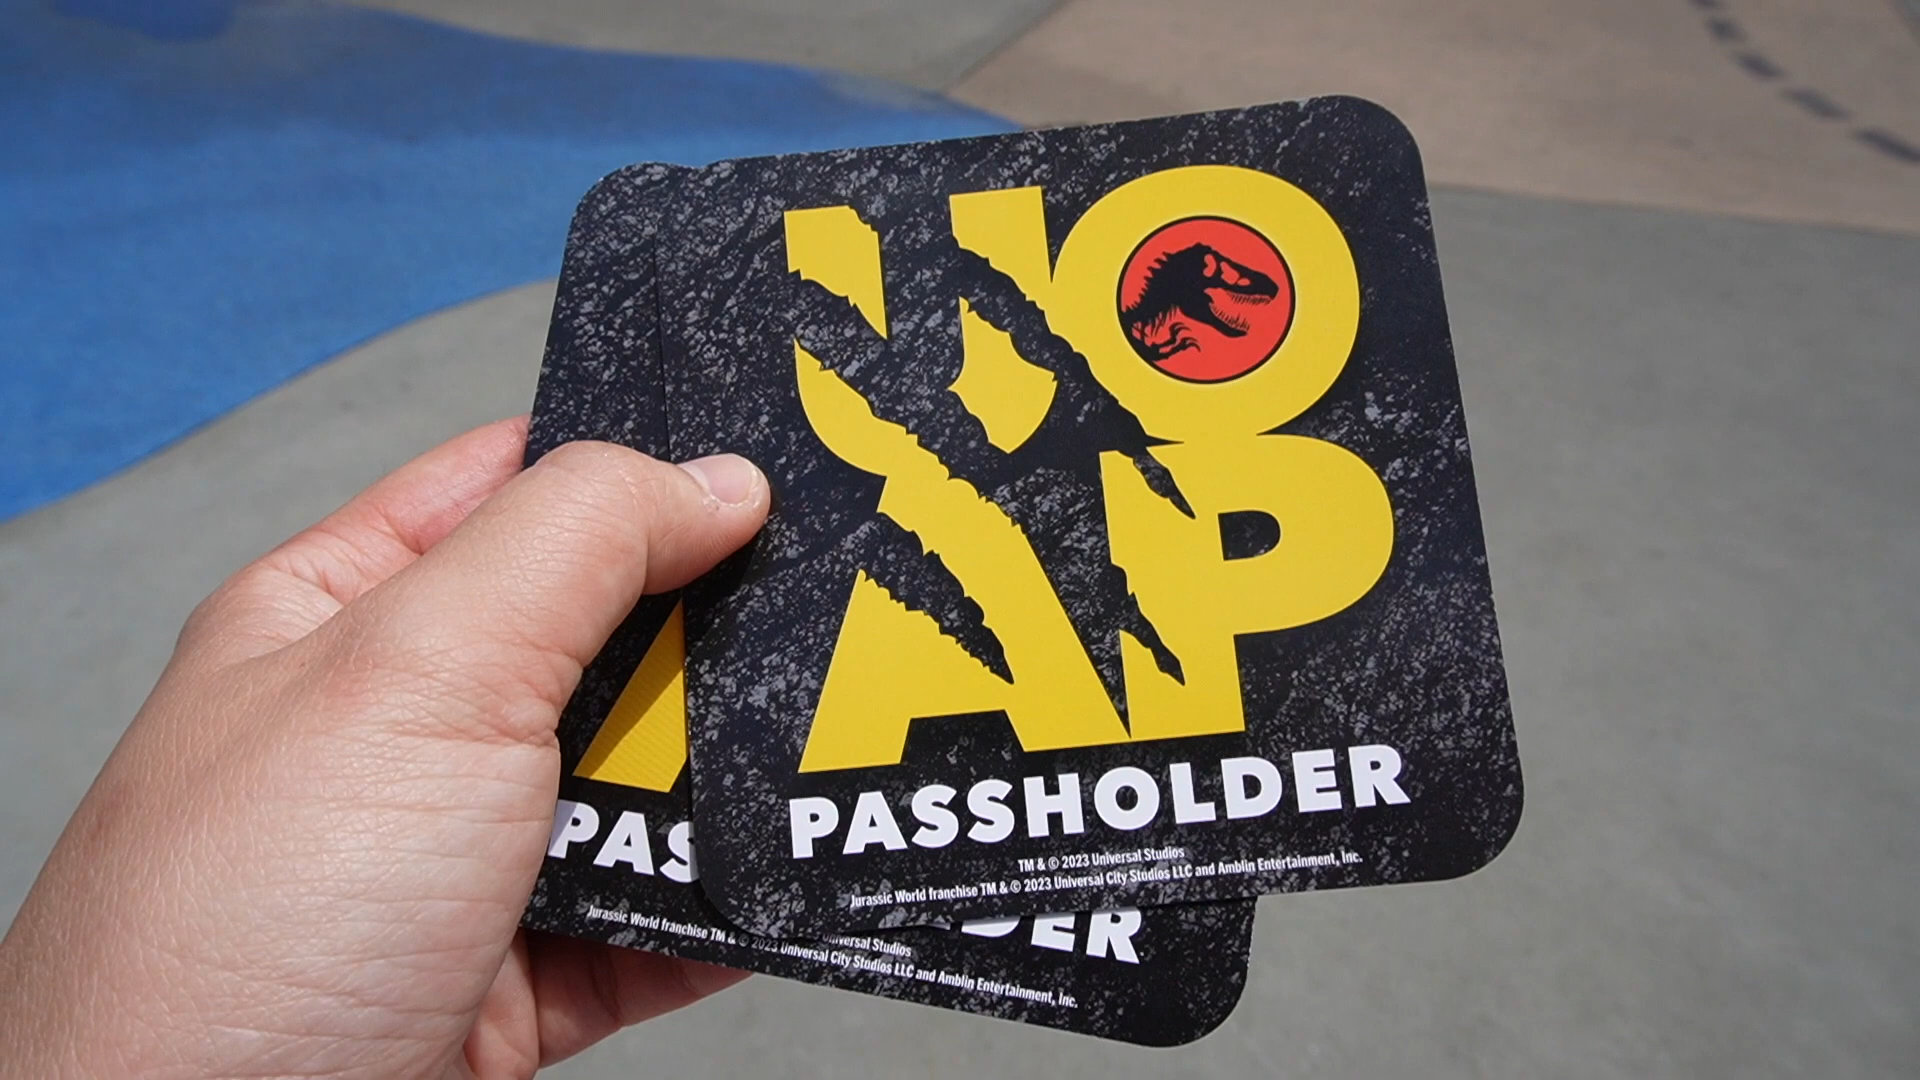 UO
AP
PASSHOLDER
TM & © 2023 Universal Studios
Jurassic World franchise TM & © 2023 Universal City Studios LLC and Amblin Entertainment, Inc.
PAS
DER
Universal Studios
Jurassic World franchise TM & © 2023 Universal City Studios LLC and Amblin Entertainment, Inc.